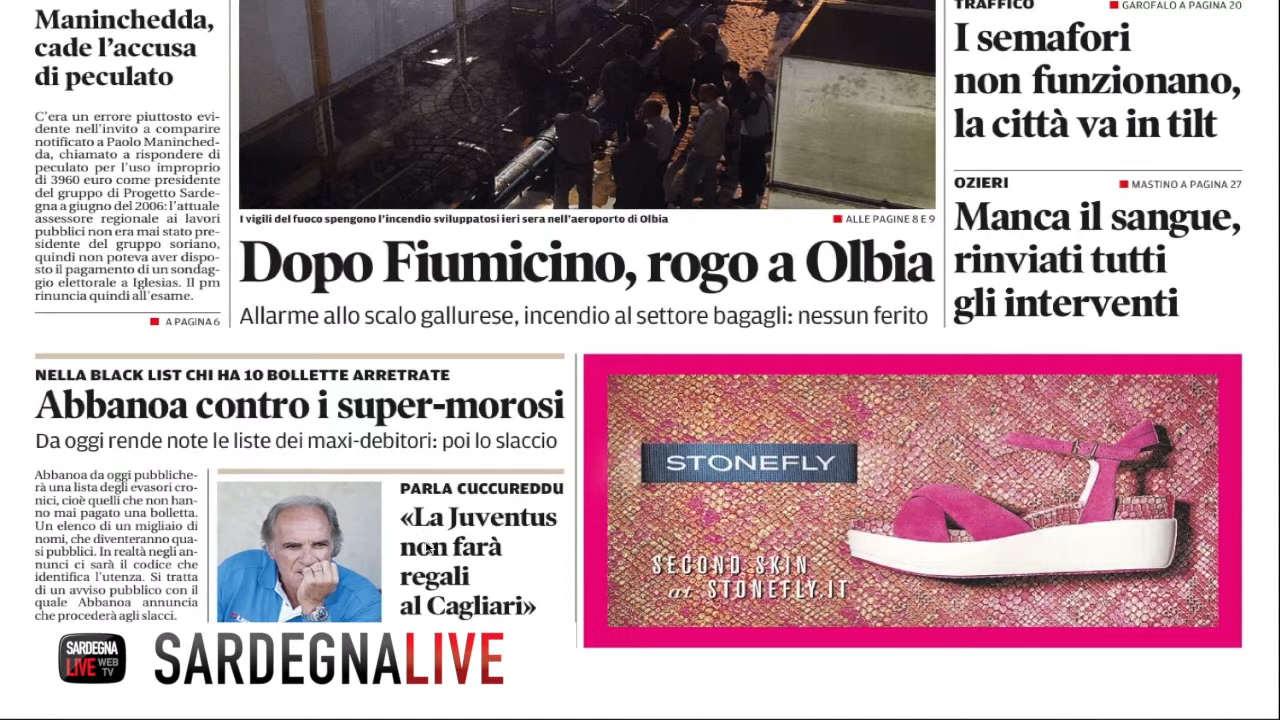 Maninchedda,
cade l'accusa
di peculato
C'era un errore piuttosto evi-
dente nell'invito a comparire
notificato a Paolo Maninched-
da, chiamato a rispondere di
peculato per l'uso improprio
di 3960 euro come presidente
del gruppo di Progetto Sarde-
gna a giugno del 2006: l'attuale
assessore regionale ai lavori
pubblici non era mai stato pre-
sidente del gruppo soriano,
quindi non poteva aver dispo-
sto il pagamento di un sondag-
gio elettorale a Iglesias. Il pm
rinuncia quindi all'esame.
A PAGINA 6
I vigili del fuoco spengono l'incendio sviluppatosi ieri sera nell'aeroporto di Olbia
ALLE PAGINE 8 E 9
Dopo Fiumicino, rogo a Olbia
Allarme allo scalo gallurese, incendio al settore bagagli: nessun ferito
TRAFFICO
GAROFALO A PAGINA 20
I semafori
non funzionano,
la città va in tilt
OZIERI
MASTINO A PAGINA 27
Manca il sangue,
rinviati tutti
gli interventi
NELLA BLACK LIST CHI HA 10 BOLLETTE ARRETRATE
Abbanoa contro i super-morosi
Da oggi rende note le liste dei maxi-debitori: poi lo slaccio
Abbanoa da oggi pubbliche-
rà una lista degli evasori cro-
nici, cioè quelli che non han-
no mai pagato una bolletta.
Un elenco di un migliaio di
nomi, che diventeranno qua-
si pubblici. In realtà negli an-
nunci ci sarà il codice che
identifica l'utenza. Si tratta
di un avviso pubblico con il
quale Abbanoa annuncia
che procederà agli slacci.
PARLA CUCCUREDDU
«La Juventus
non farà
regali
al Cagliari»
STONEFLY
SECOND SKIN
at STONEFLY.IT
SARDEGNA
LIVE WEB
TV
SARDEGNALIVE